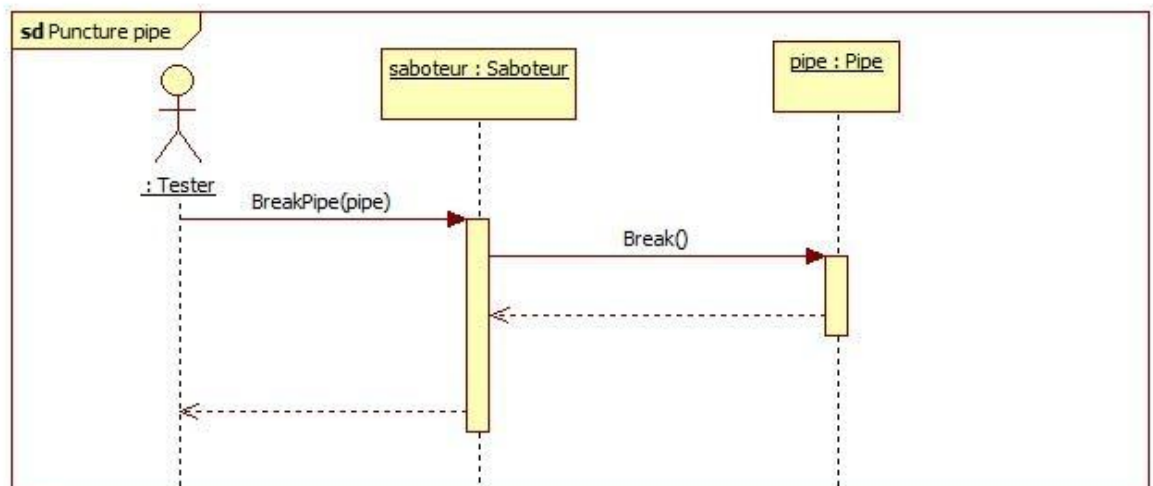 sd Puncture pipe
saboteur : Saboteur
pipe : Pipe
: Tester
BreakPipe(pipe)
Break()